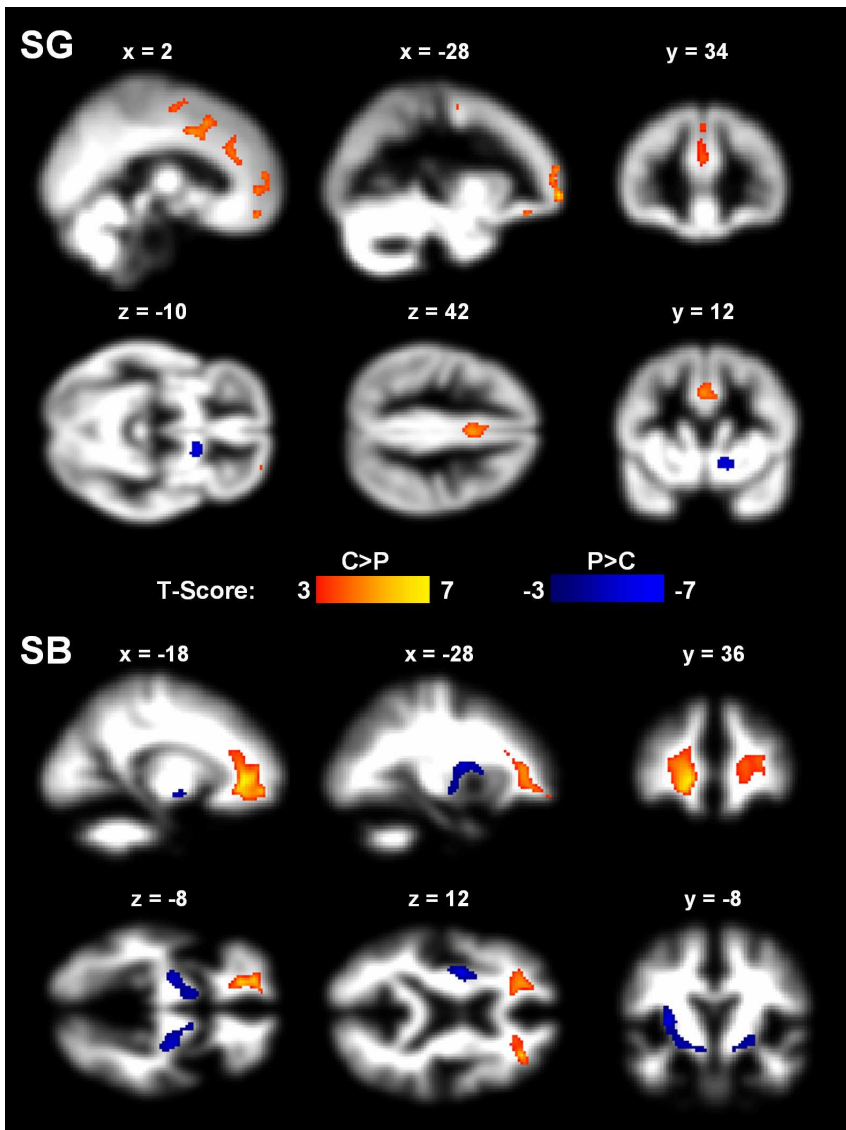 SG
x = 2 x = -28 y = 34
z = -10 z = 42 y = 12
C>P P>C
T-Score: 3 7 -3 -7
SB
x = -18 x = -28 y = 36
z = -8 z = 12 y = -8